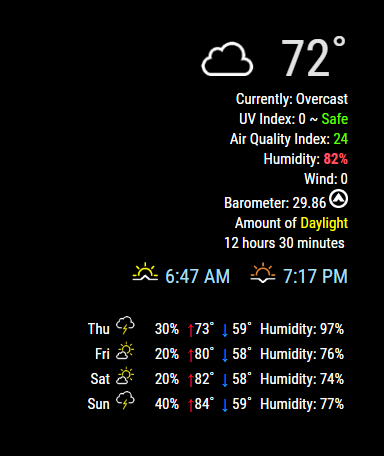 72°
Currently: Overcast
UV Index: 0 ~ Safe
Air Quality Index: 24
Humidity: 82%
Wind: 0
Barometer: 29.86
Amount of Daylight
12 hours 30 minutes
6:47 AM 7:17 PM
Thu 30% ↑73° ↓59° Humidity: 97%
Fri 20% ↑80° ↓58° Humidity: 76%
Sat 20% ↑82° ↓58° Humidity: 74%
Sun 40% ↑84° ↓59° Humidity: 77%